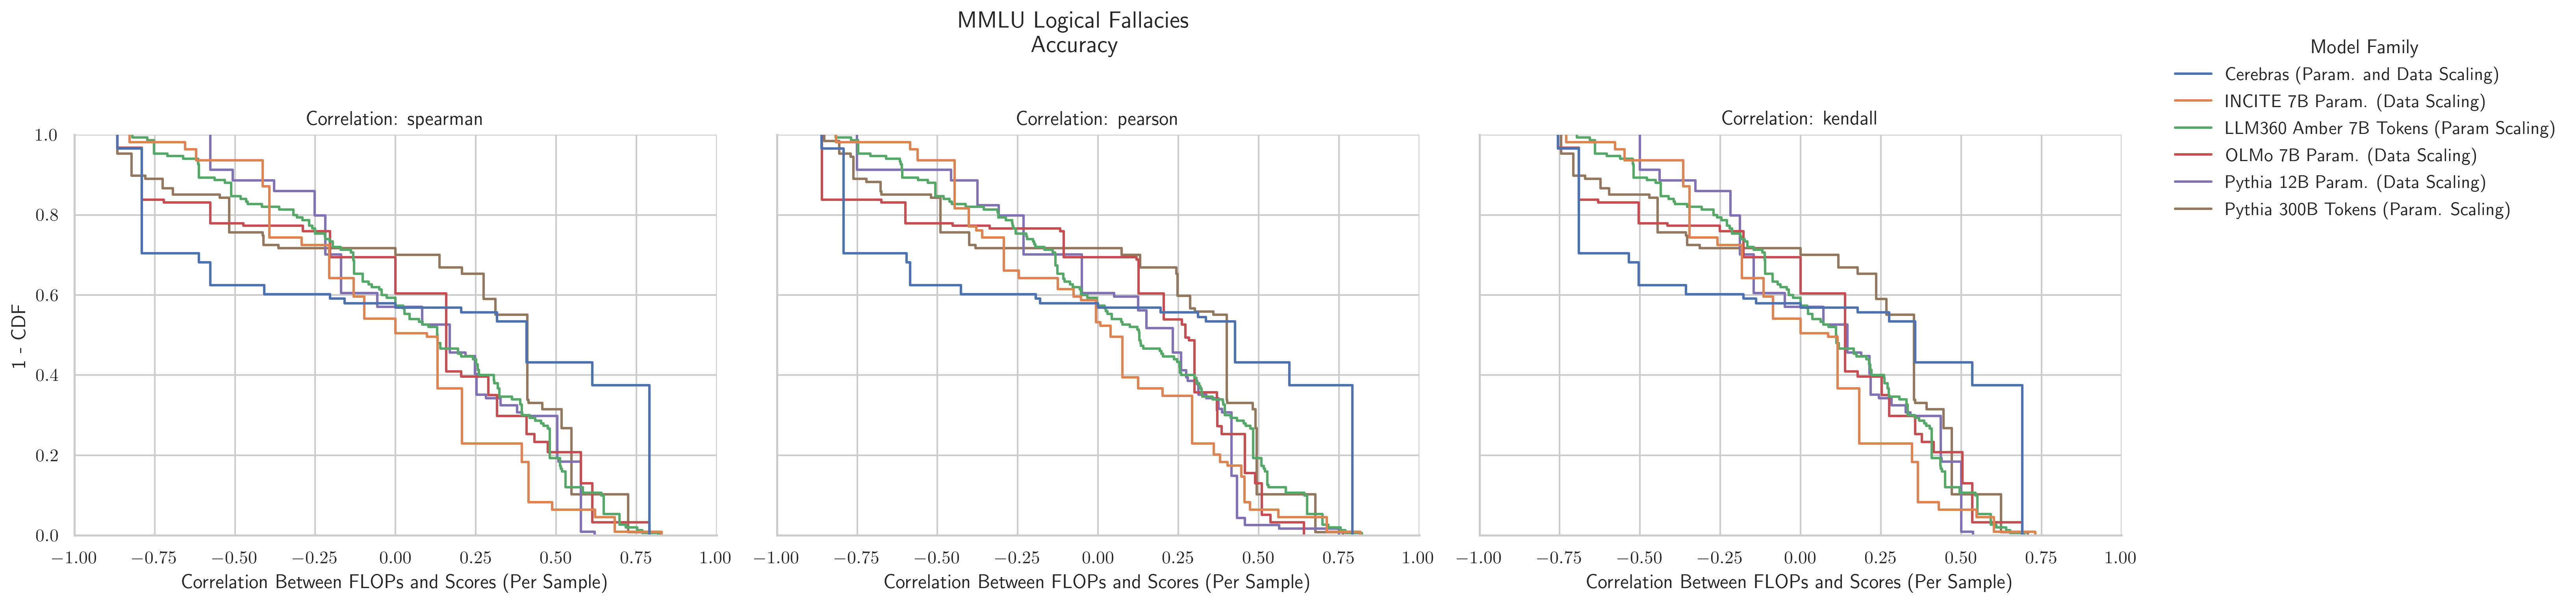 MMLU Logical Fallacies
Accuracy
Model Family
Cerebras (Param. and Data Scaling)
INCITE 7B Param. (Data Scaling)
LLM360 Amber 7B Tokens (Param Scaling)
OLMo 7B Param. (Data Scaling)
Pythia 12B Param. (Data Scaling)
Pythia 300B Tokens (Param. Scaling)
Correlation: spearman
Correlation: pearson
Correlation: kendall
1 - CDF
1.0
0.8
0.6
0.4
0.2
0.0
−1.00 −0.75 −0.50 −0.25 0.00 0.25 0.50 0.75 1.00
−1.00 −0.75 −0.50 −0.25 0.00 0.25 0.50 0.75 1.00
−1.00 −0.75 −0.50 −0.25 0.00 0.25 0.50 0.75 1.00
Correlation Between FLOPs and Scores (Per Sample)
Correlation Between FLOPs and Scores (Per Sample)
Correlation Between FLOPs and Scores (Per Sample)